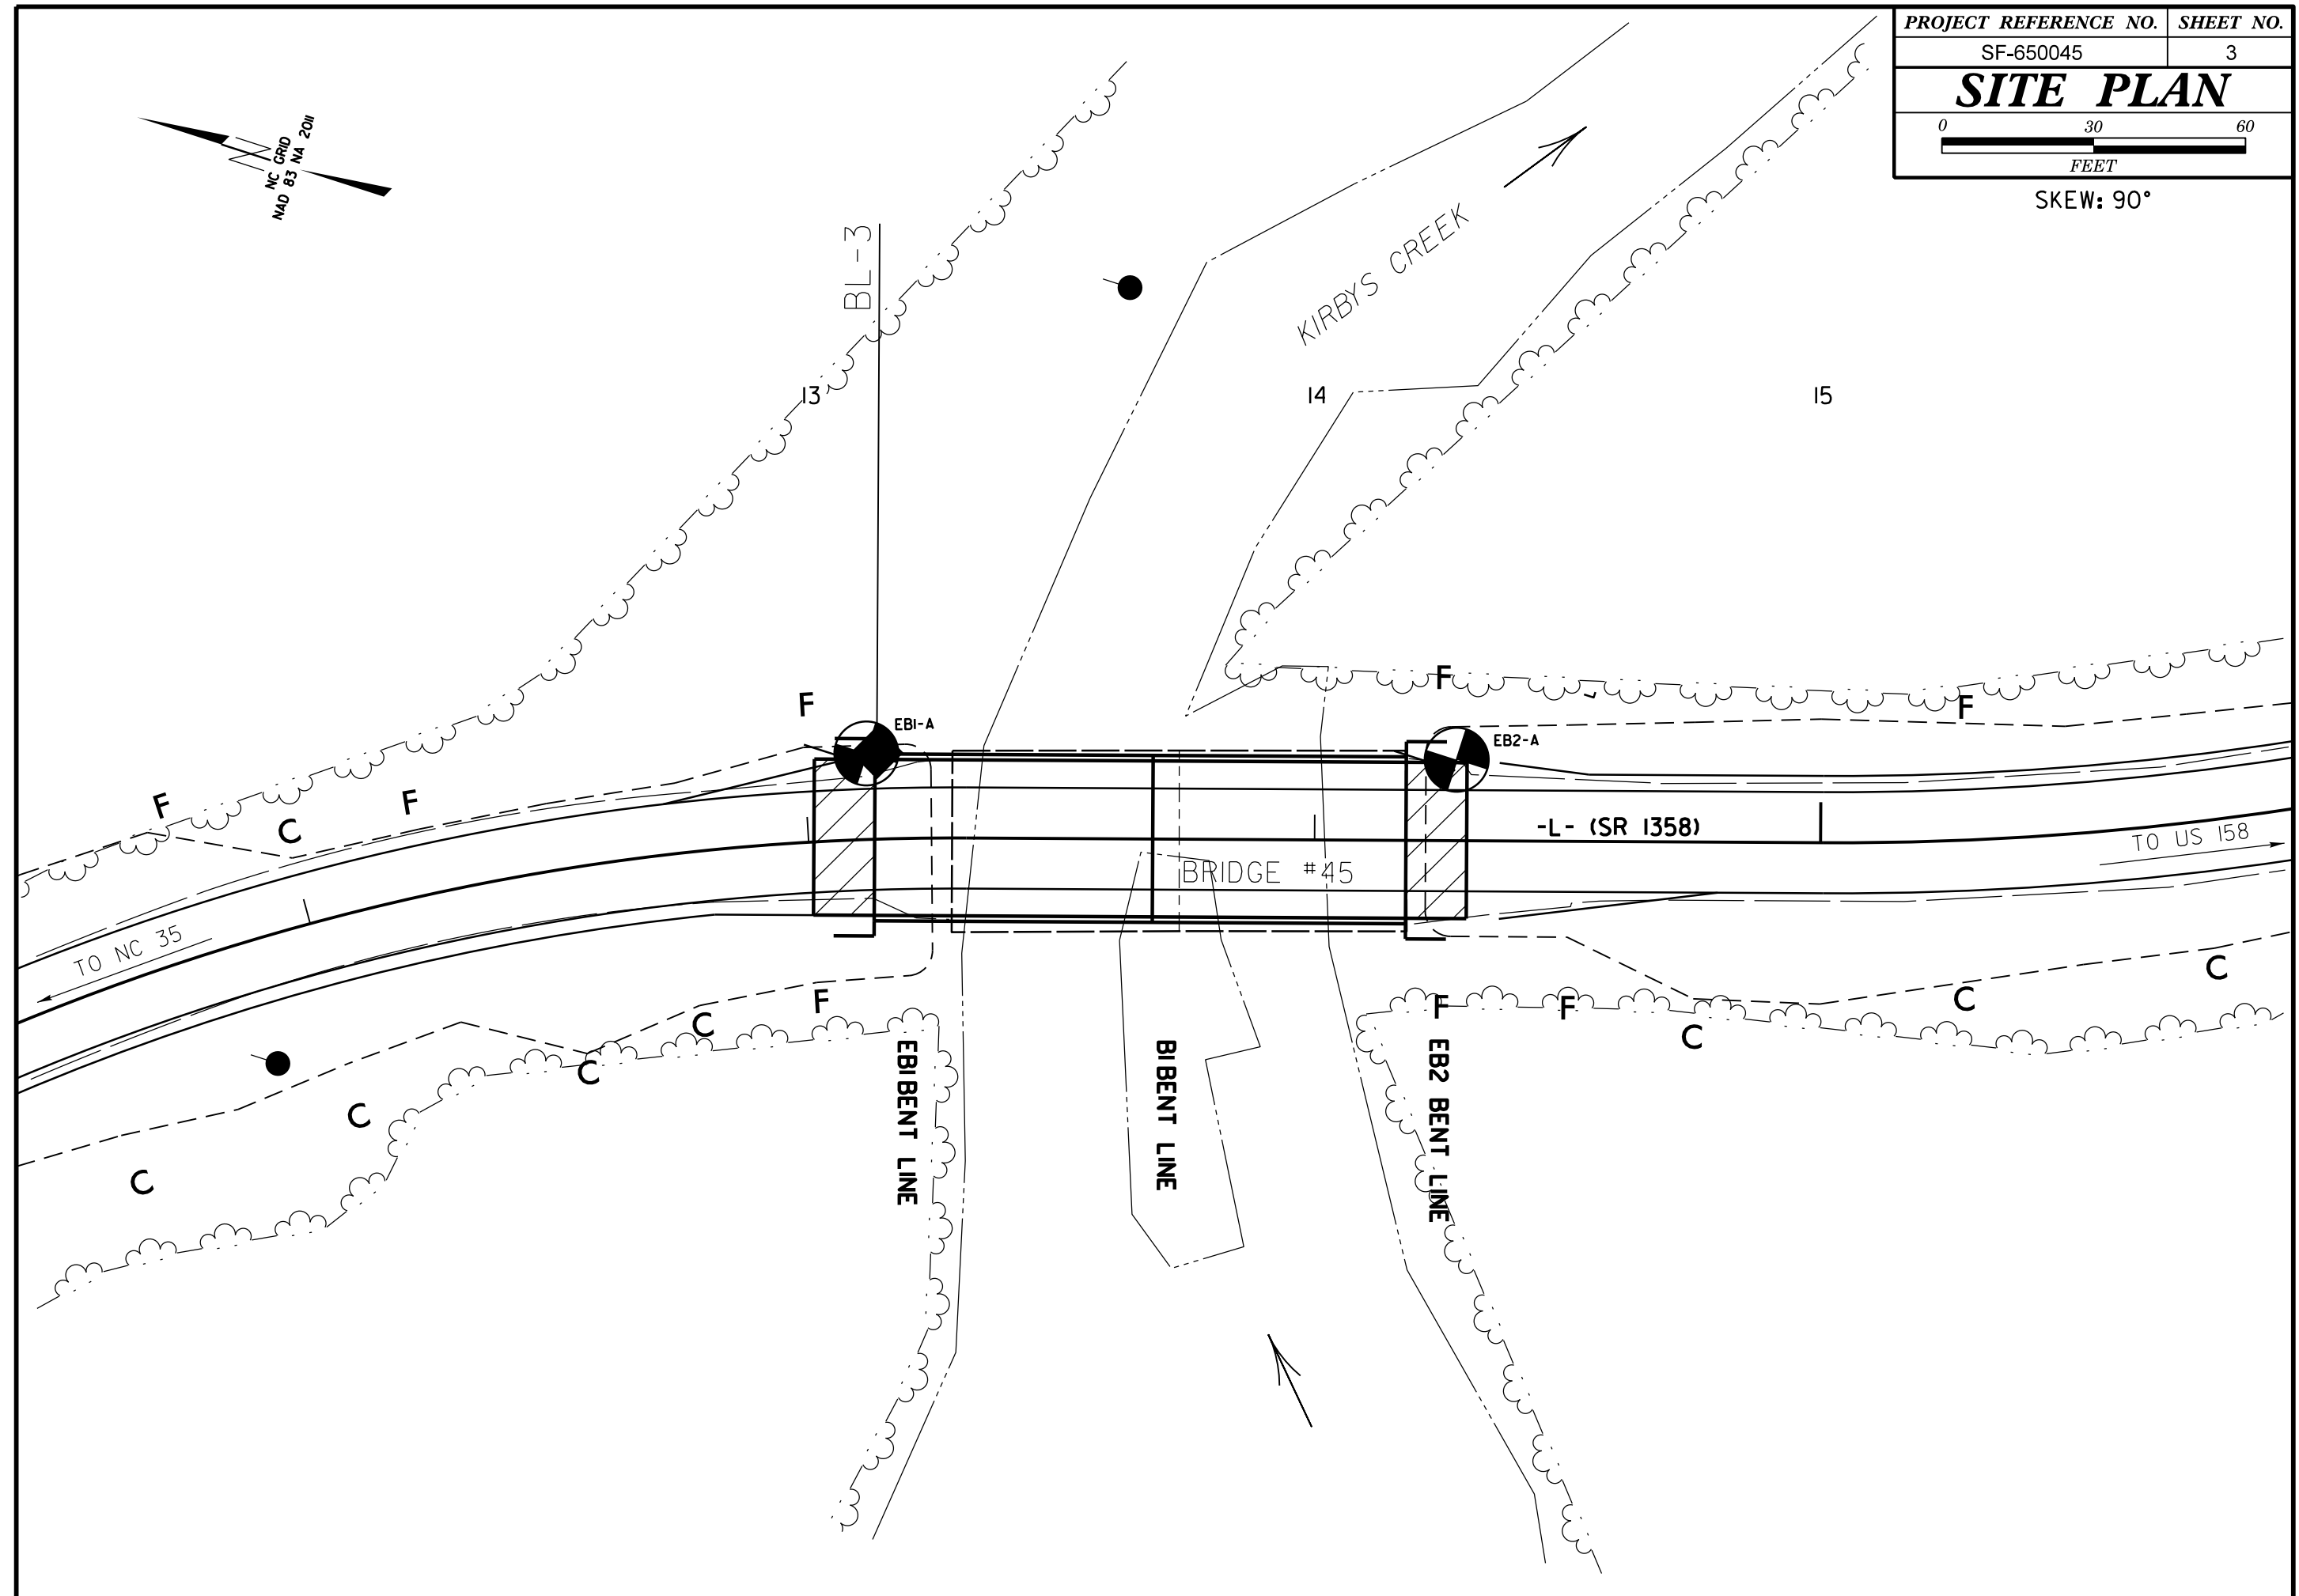 PROJECT REFERENCE NO. SHEET NO.
SF-650045 3
SITE PLAN
0 30 60
FEET
SKEW: 90°
NC GRID
NAD 83 NA 2011
BL-3
KIRBYS CREEK
13 14 15
F
F
F
EB1-A
EB2-A
F
F
C
F
-L- (SR 1358)
TO US 158
BRIDGE #45
TO NC 35
C
F
C
F
F
C
C
C
EB1 BENT LINE
B1 BENT LINE
EB2 BENT LINE
C
C